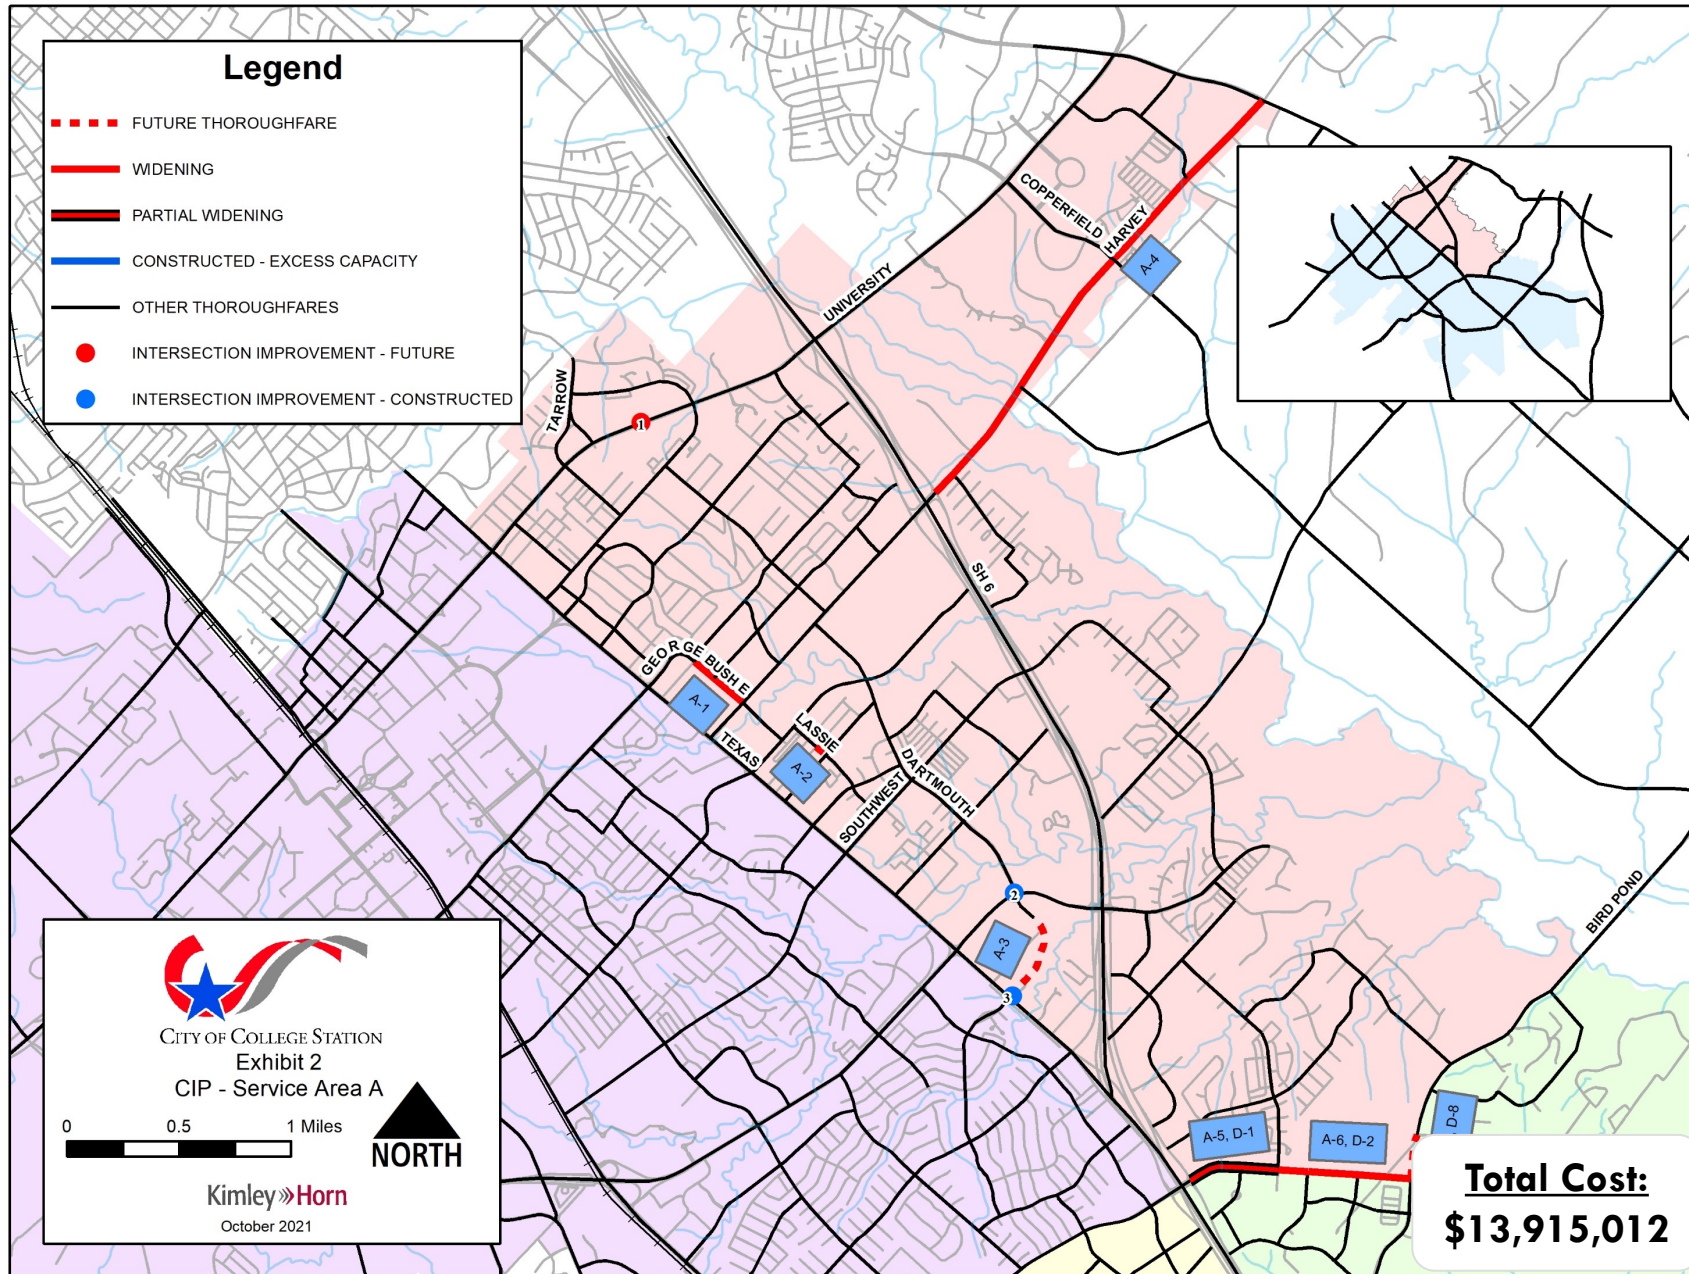 Legend
FUTURE THOROUGHFARE
WIDENING
PARTIAL WIDENING
CONSTRUCTED - EXCESS CAPACITY
OTHER THOROUGHFARES
INTERSECTION IMPROVEMENT - FUTURE
INTERSECTION IMPROVEMENT - CONSTRUCTED
COPPERFIELD
HARVEY
A-4
UNIVERSITY
TARROW
1
SH 6
GEORGE BUSH E
A-1
TEXAS
LASSIE
A-2
DARTMOUTH
SOUTHWEST
2
A-3
3
BIRD POND
A-5, D-1
A-6, D-2
D-8
CITY OF COLLEGE STATION
Exhibit 2
CIP - Service Area A
0 0.5 1 Miles
NORTH
Kimley»Horn
October 2021
Total Cost:
$13,915,012